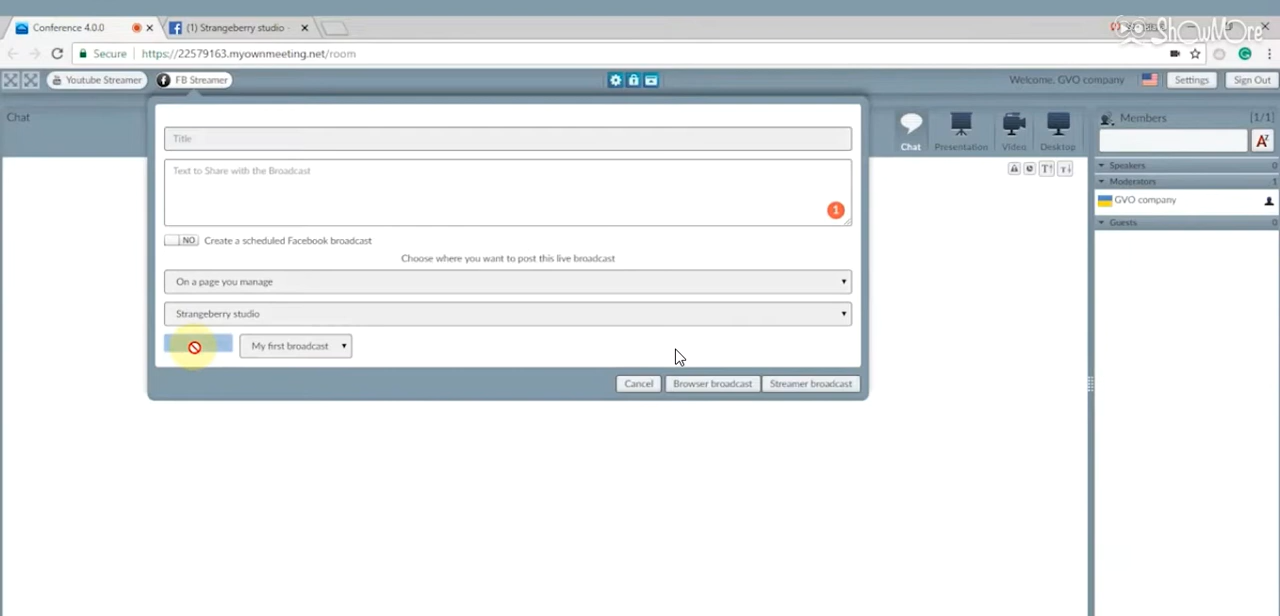 Conference 4.0.0
(1) Strangeberry studio
ShowMore
Secure
https://22579163.myownmeeting.net/room
Youtube Streamer
FB Streamer
Welcome, GVO company
Settings
Sign Out
Chat
Chat
Presentation
Video
Desktop
Members
[1/1]
Title
Text to Share with the Broadcast
1
NO
Create a scheduled Facebook broadcast
Choose where you want to post this live broadcast
On a page you manage
Strangeberry studio
My first broadcast
Cancel
Browser broadcast
Streamer broadcast
Speakers
0
Moderators
1
GVO company
Guests
0